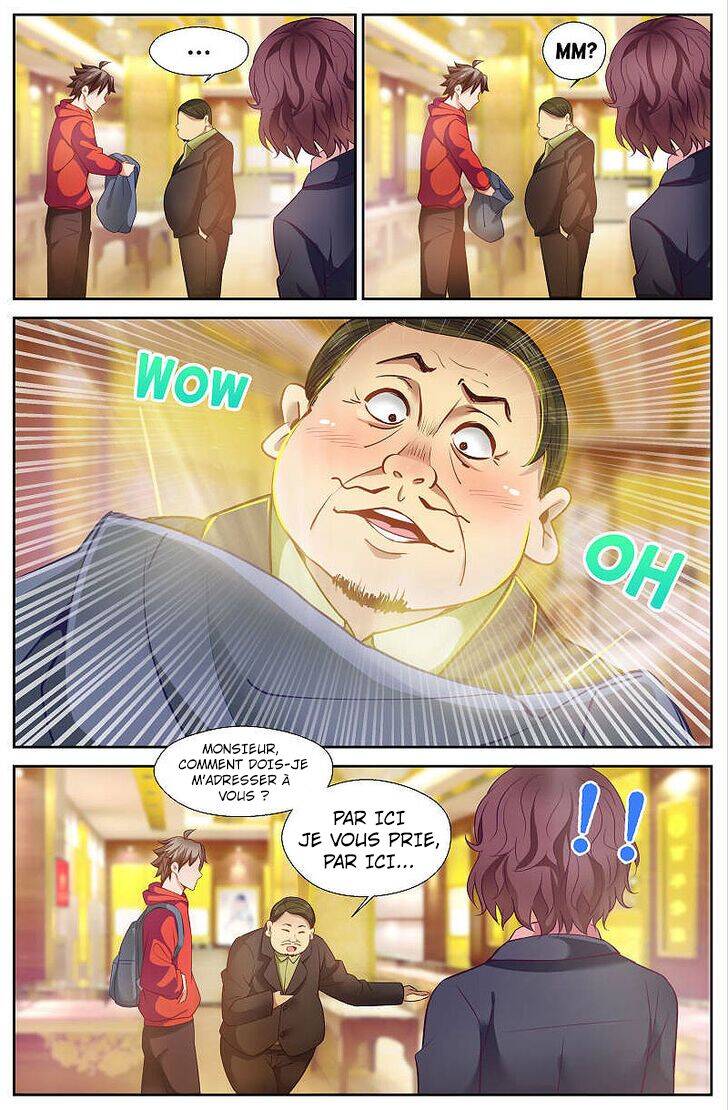 ...
MM?
WOW
OH
MONSIEUR,
COMMENT DOIS-JE
M'ADRESSER À
VOUS ?
PAR ICI
JE VOUS PRIE,
PAR ICI...
!!